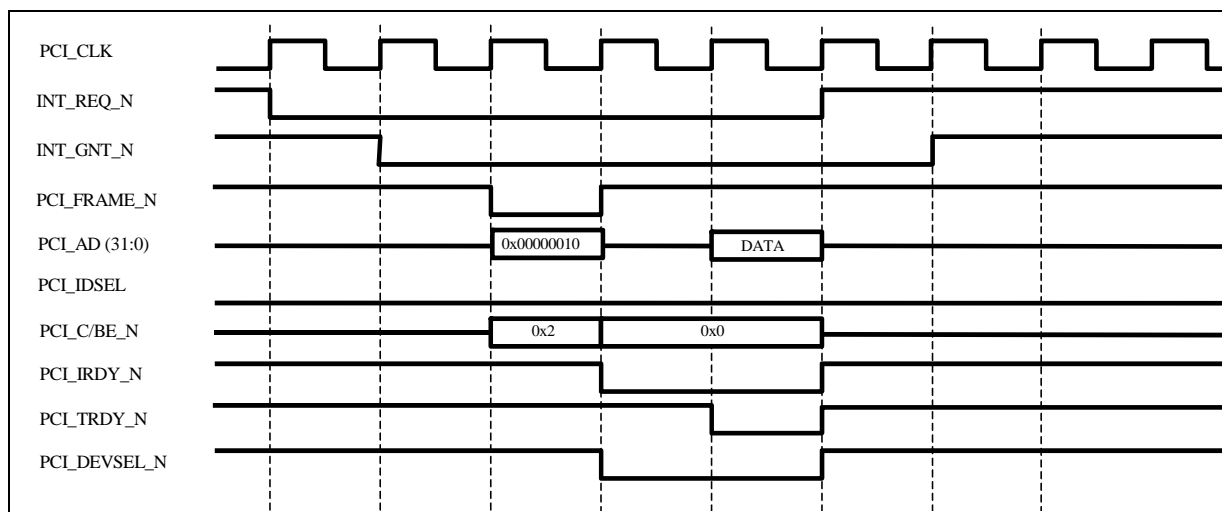 PCI_CLK
INT_REQ_N
INT_GNT_N
PCI_FRAME_N
PCI_AD (31:0) 0x00000010 DATA
PCI_IDSEL
PCI_C/BE_N 0x2 0x0
PCI_IRDY_N
PCI_TRDY_N
PCI_DEVSEL_N